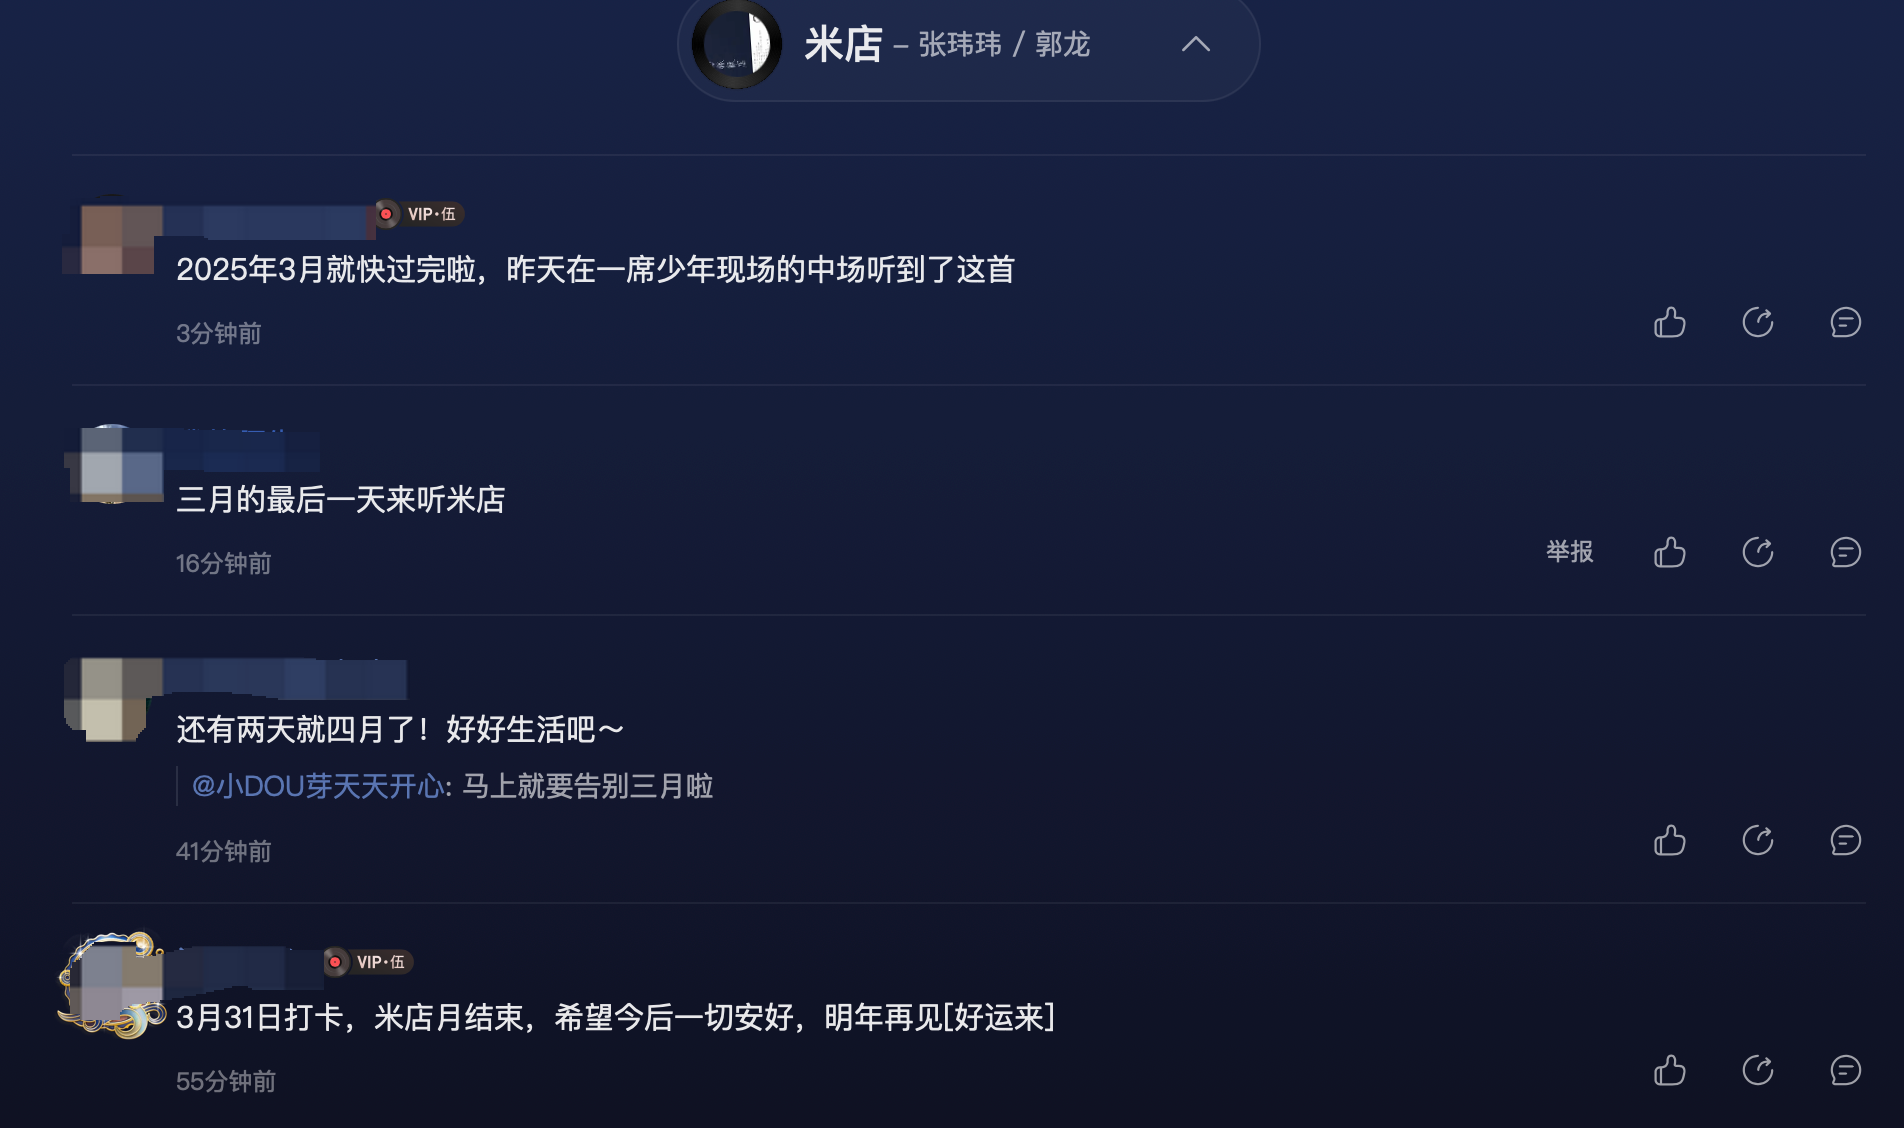 米店 – 张玮玮 / 郭龙
VIP·伍
2025年3月就快过完啦，昨天在一席少年现场的中场听到了这首
3分钟前
三月的最后一天来听米店
16分钟前
举报
还有两天就四月了！好好生活吧～
@小DOU芽天天开心: 马上就要告别三月啦
41分钟前
VIP·伍
3月31日打卡，米店月结束，希望今后一切安好，明年再见[好运来]
55分钟前